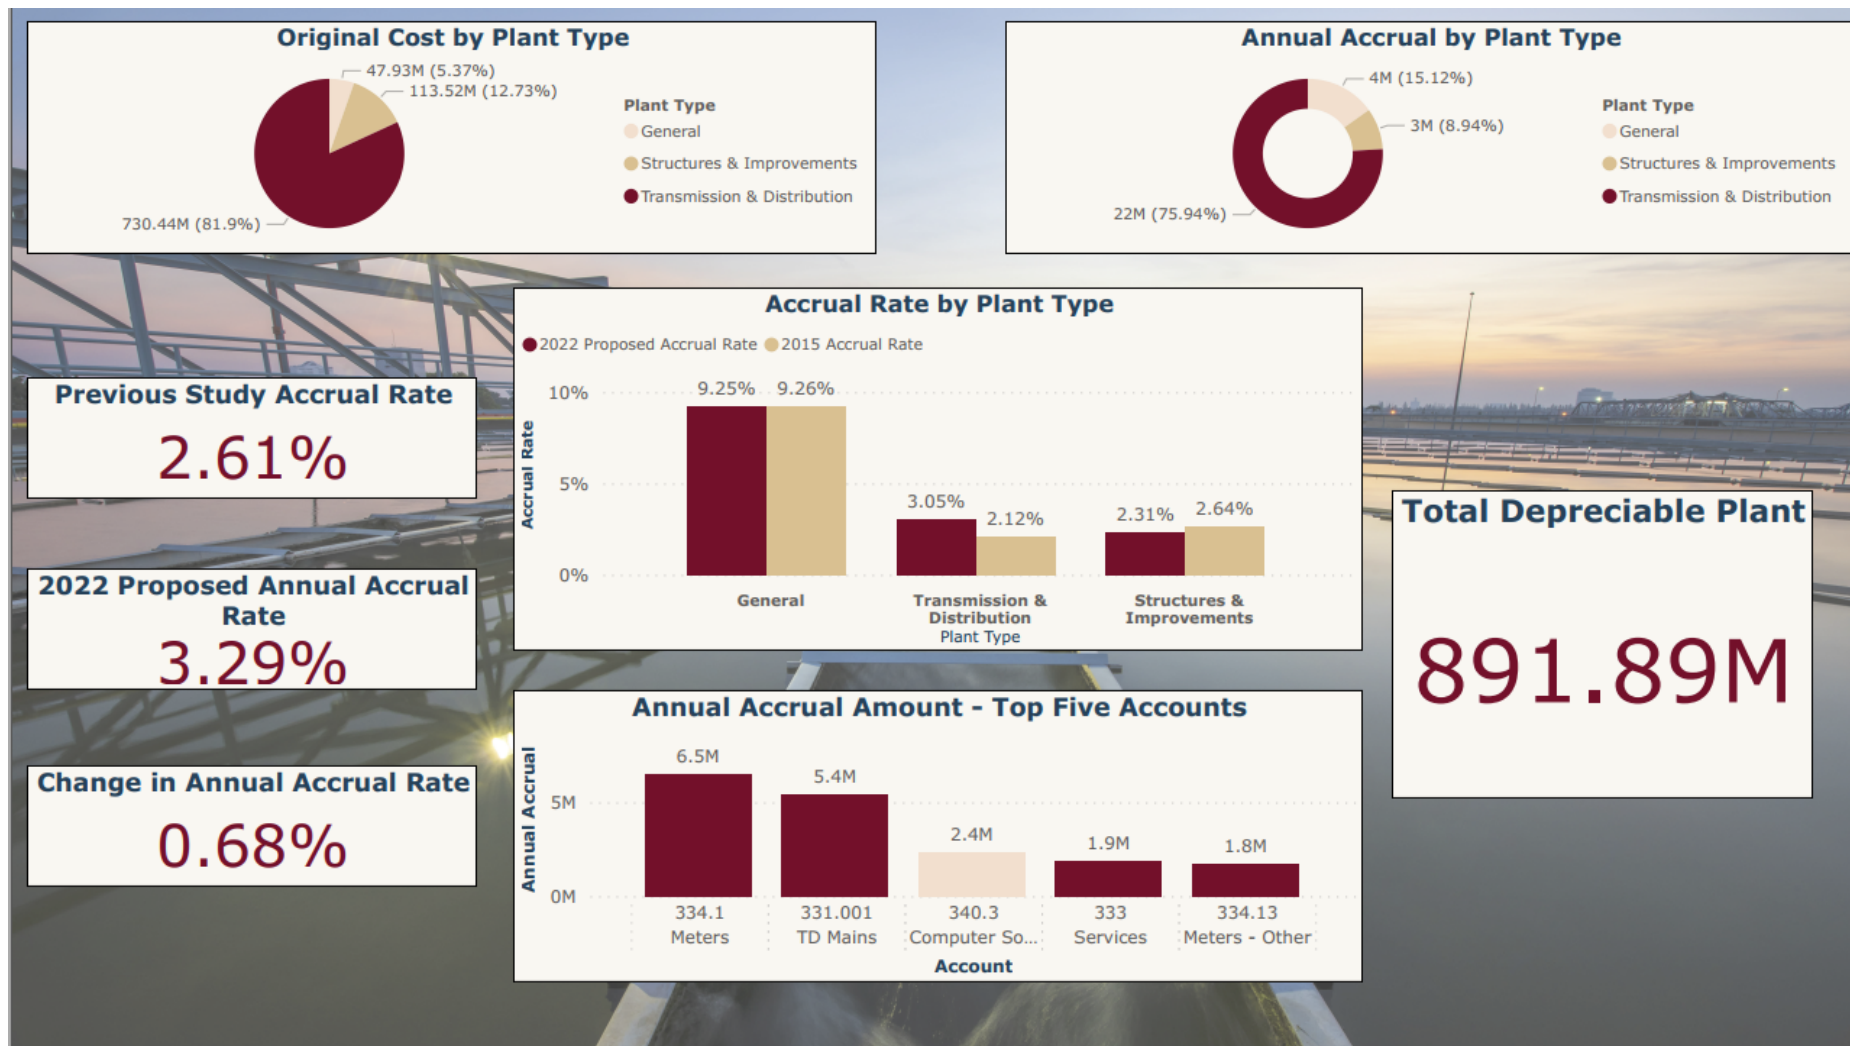 Original Cost by Plant Type
47.93M (5.37%)
113.52M (12.73%)
730.44M (81.9%)
Plant Type
General
Structures & Improvements
Transmission & Distribution
Annual Accrual by Plant Type
4M (15.12%)
3M (8.94%)
22M (75.94%)
Plant Type
General
Structures & Improvements
Transmission & Distribution
Previous Study Accrual Rate
2.61%
2022 Proposed Annual Accrual
Rate
3.29%
Change in Annual Accrual Rate
0.68%
Accrual Rate by Plant Type
2022 Proposed Accrual Rate 2015 Accrual Rate
Accrual Rate
10%
5%
0%
9.25% 9.26%
3.05% 2.12%
2.31% 2.64%
General
Transmission &
Distribution
Structures &
Improvements
Plant Type
Annual Accrual Amount - Top Five Accounts
Annual Accrual
5M
0M
6.5M
5.4M
2.4M
1.9M
1.8M
334.1
Meters
331.001
TD Mains
340.3
Computer So...
333
Services
334.13
Meters - Other
Account
Total Depreciable Plant
891.89M